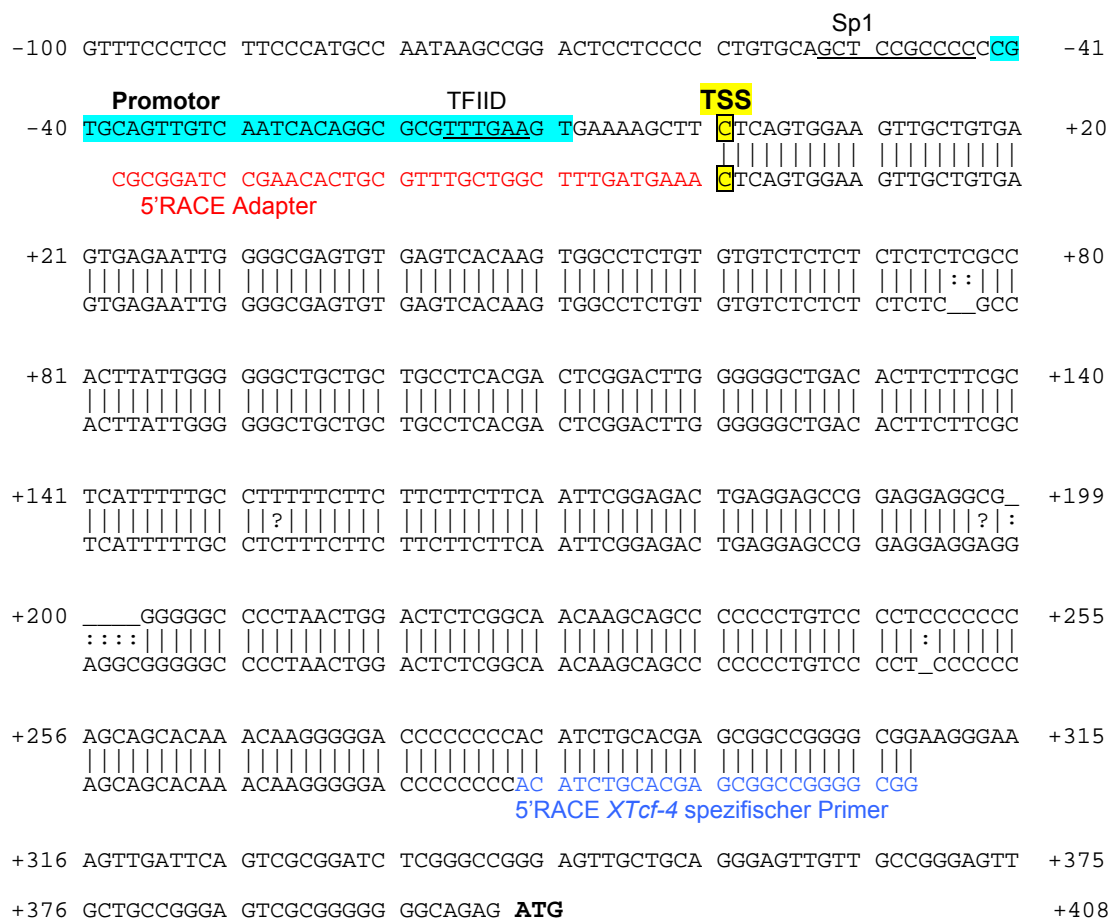 Sp1
-100 GTTTCCCTCC TTCCCATGCC AATAAGCCGG ACTCCTCCCC CTGTGCAGCT CCGCCCCCCG -41
Promotor TFIID TSS
-40 TGCAGTTGTC AATCACAGGC GCGTTTGAAG TGAAAAGCTT CTCAGTGGAA GTTGCTGTGA +20
|||||||||| ||||||||||
CGCGGATC CGAACACTGC GTTTGCTGGC TTTGATGAAA CTCAGTGGAA GTTGCTGTGA
5'RACE Adapter
+21 GTGAGAATTG GGGCGAGTGT GAGTCACAAG TGGCCTCTGT GTGTCTCTCT CTCTCTCGCC +80
|||||||||| |||||||||| |||||||||| |||||||||| |||||||||| |||||::|||
GTGAGAATTG GGGCGAGTGT GAGTCACAAG TGGCCTCTGT GTGTCTCTCT CTCTC__GCC
+81 ACTTATTGGG GGGCTGCTGC TGCCTCACGA CTCGGACTTG GGGGGCTGAC ACTTCTTCGC +140
|||||||||| |||||||||| |||||||||| |||||||||| |||||||||| ||||||||||
ACTTATTGGG GGGCTGCTGC TGCCTCACGA CTCGGACTTG GGGGGCTGAC ACTTCTTCGC
+141 TCATTTTTGC CTTTTTCTTC TTCTTCTTCA ATTCGGAGAC TGAGGAGCCG GAGGAGGCG_ +199
|||||||||| ||?||||||| |||||||||| |||||||||| |||||||||| |||||||?|:
TCATTTTTGC CTCTTTCTTC TTCTTCTTCA ATTCGGAGAC TGAGGAGCCG GAGGAGGAGG
+200 ____GGGGGC CCCTAACTGG ACTCTCGGCA ACAAGCAGCC CCCCCTGTCC CCTCCCCCCC +255
::::|||||| |||||||||| |||||||||| |||||||||| |||||||||| |||:||||||
AGGCGGGGGC CCCTAACTGG ACTCTCGGCA ACAAGCAGCC CCCCCTGTCC CCT_CCCCCC
+256 AGCAGCACAA ACAAGGGGGA CCCCCCCCAC ATCTGCACGA GCGGCCGGGG CGGAAGGGAA +315
|||||||||| |||||||||| |||||||||| |||||||||| |||||||||| |||
AGCAGCACAA ACAAGGGGGA CCCCCCCCAC ATCTGCACGA GCGGCCGGGG CGG
5'RACE XTcf-4 spezifischer Primer
+316 AGTTGATTCA GTCGCGGATC TCGGGCCGGG AGTTGCTGCA GGGAGTTGTT GCCGGGAGTT +375
+376 GCTGCCGGGA GTCGCGGGGG GGCAGAG ATG +408